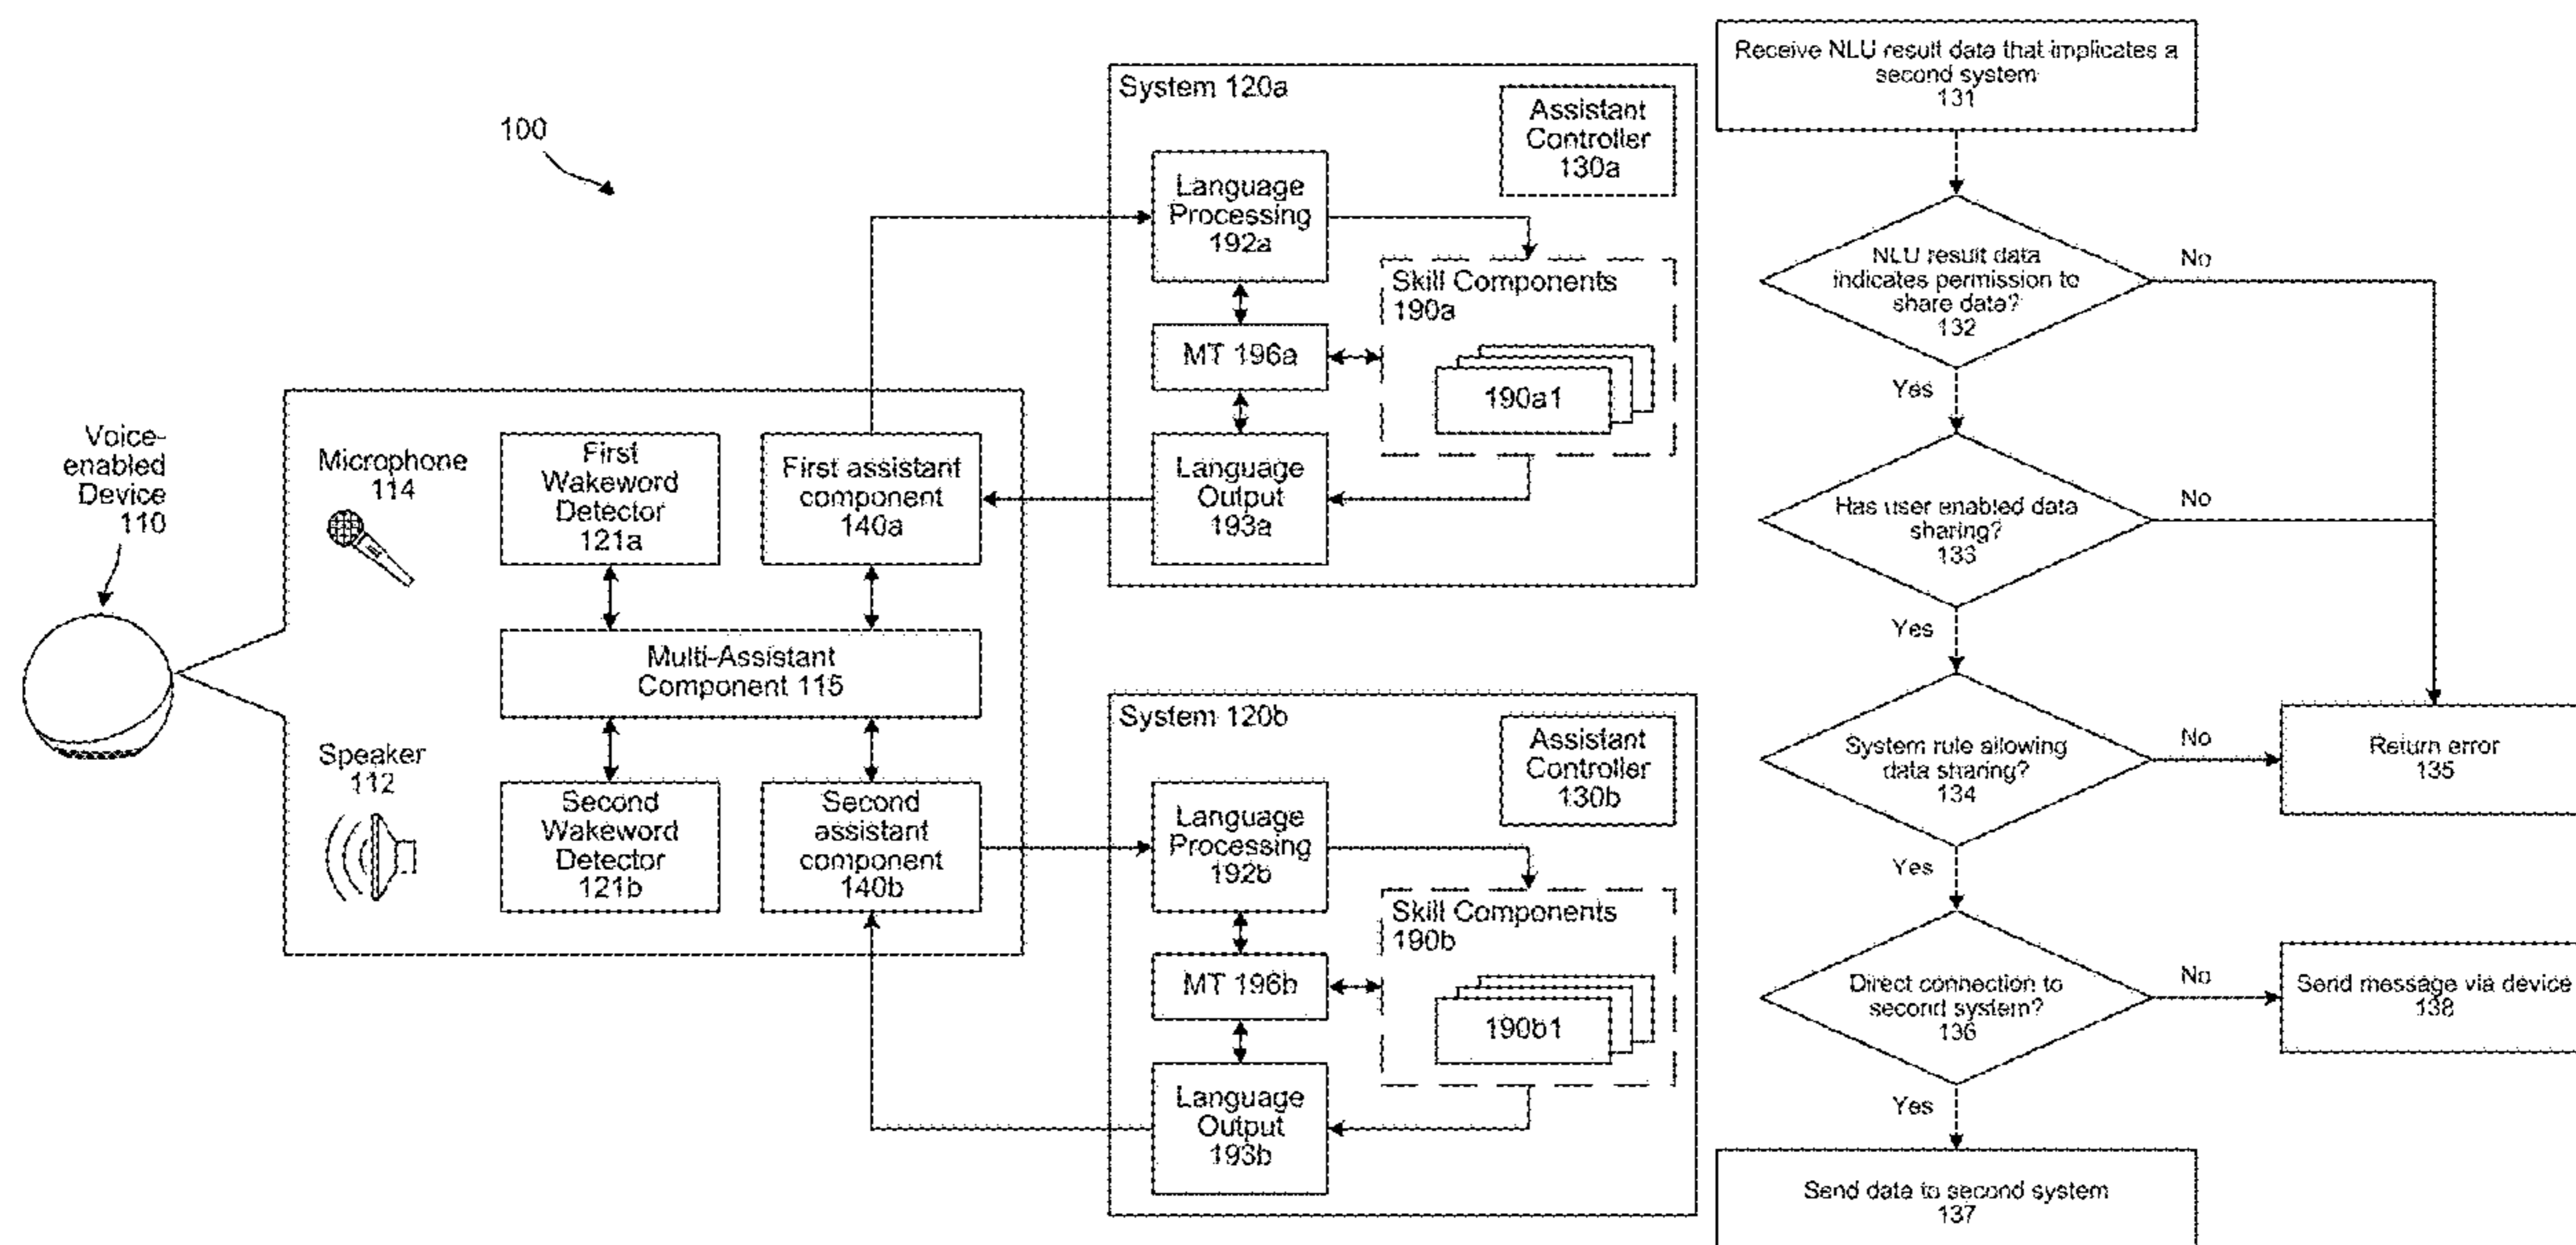 100
Voice-
enabled
Device
110
Microphone
114
Speaker
112
First
Wakeword
Detector
121a
First assistant
component
140a
Multi-Assistant
Component 115
Second
Wakeword
Detector
121b
Second
assistant
component
140b
System 120a
Assistant
Controller
130a
Language
Processing
192a
Skill Components
190a
MT 196a
190a1
Language
Output
193a
System 120b
Assistant
Controller
130b
Language
Processing
192b
Skill Components
190b
MT 196b
190b1
Language
Output
193b
Receive NLU result data that implicates a
second system
131
NLU result data
indicates permission to
share data?
132
No
Yes
Has user enabled data
sharing?
133
No
Yes
System rule allowing
data sharing?
134
No
Return error
135
Yes
Direct connection to
second system?
136
No
Send message via device
138
Yes
Send data to second system
137